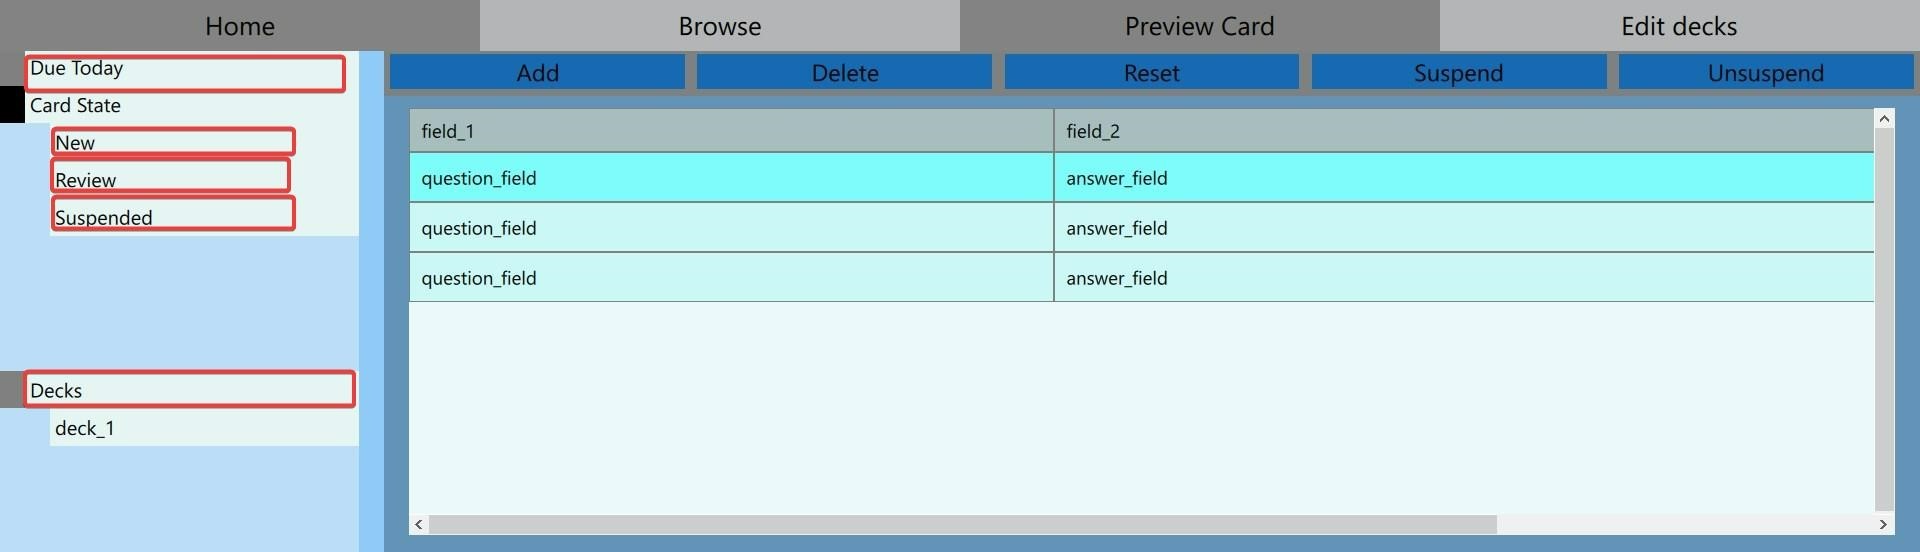 Home Browse Preview Card Edit decks
Due Today
Card State
New
Review
Suspended
Decks
deck_1
Add Delete Reset Suspend Unsuspend
field_1 field_2
question_field answer_field
question_field answer_field
question_field answer_field